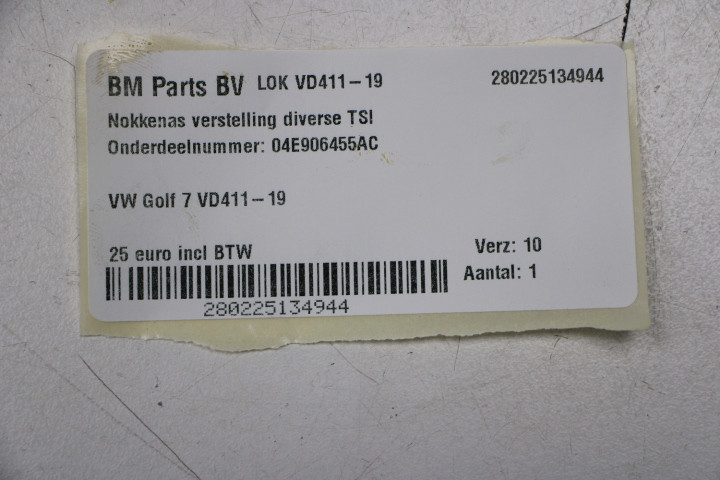 BM Parts BV LOK VD411-19 280225134944
Nokkenas verstelling diverse TSI
Onderdeelnummer: 04E906455AC
VW Golf 7 VD411-19
25 euro incl BTW Verz: 10
Aantal: 1
280225134944